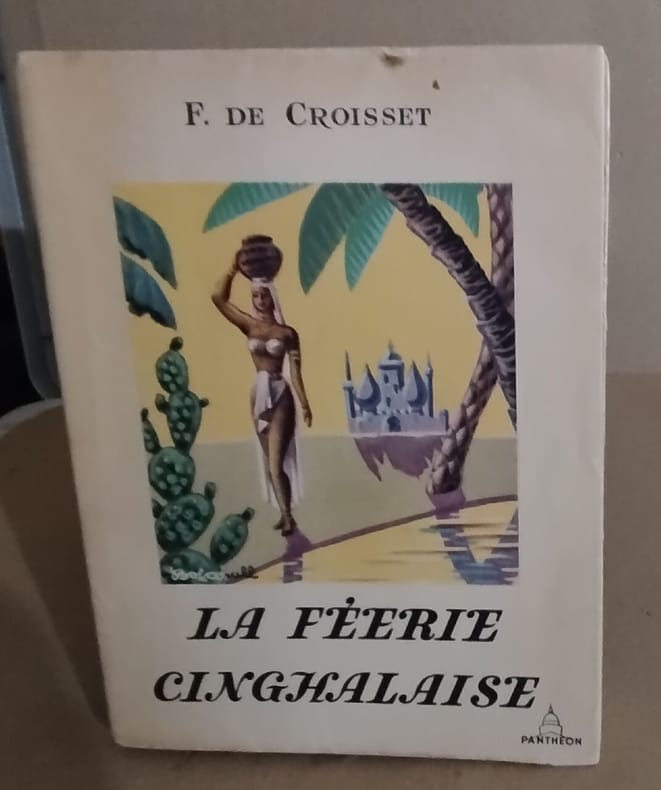 F. DE CROISSET
LA FÉERIE
CINGHALAISE
PANTHEON